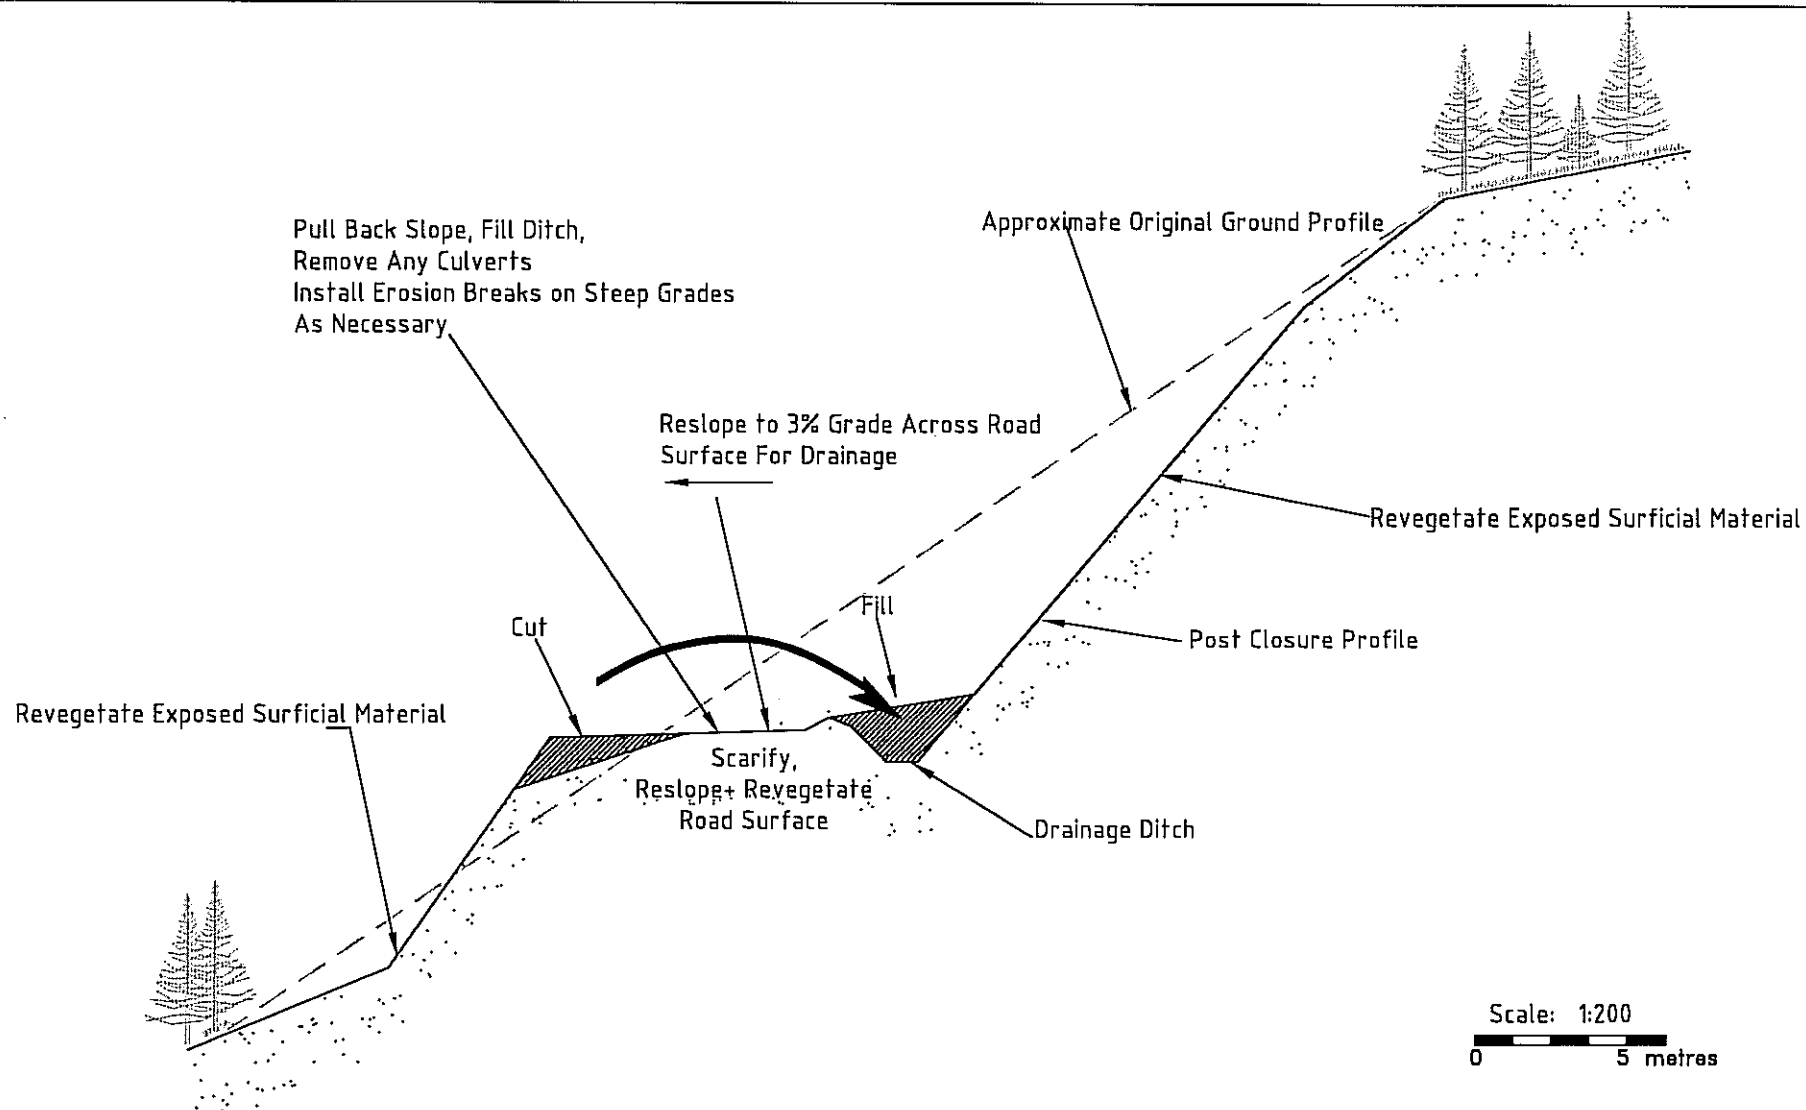 Pull Back Slope, Fill Ditch,
Remove Any Culverts
Install Erosion Breaks on Steep Grades
As Necessary
Approximate Original Ground Profile
Reslope to 3% Grade Across Road
Surface For Drainage
Revegetate Exposed Surficial Material
Fill
Cut
Post Closure Profile
Revegetate Exposed Surficial Material
Scarify,
Reslope+ Revegetate
Road Surface
Drainage Ditch
Scale: 1:200
0 5 metres